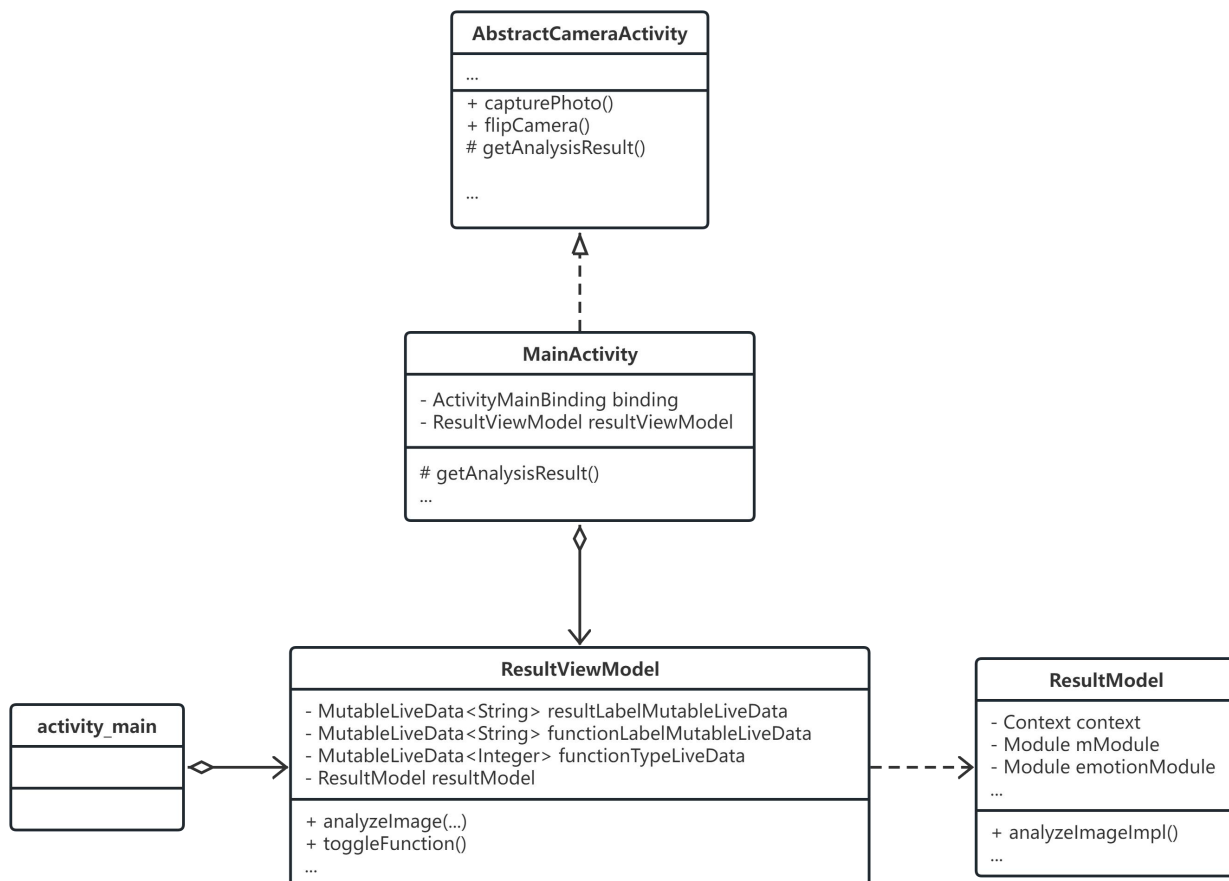 AbstractCameraActivity
...
+ capturePhoto()
+ flipCamera()
# getAnalysisResult()
...
MainActivity
- ActivityMainBinding binding
- ResultViewModel resultViewModel
# getAnalysisResult()
...
activity_main
ResultViewModel
- MutableLiveData<String> resultLabelMutableLiveData
- MutableLiveData<String> functionLabelMutableLiveData
- MutableLiveData<Integer> functionTypeLiveData
- ResultModel resultModel
+ analyzeImage(...)
+ toggleFunction()
...
ResultModel
- Context context
- Module mModule
- Module emotionModule
...
+ analyzeImageImpl()
...